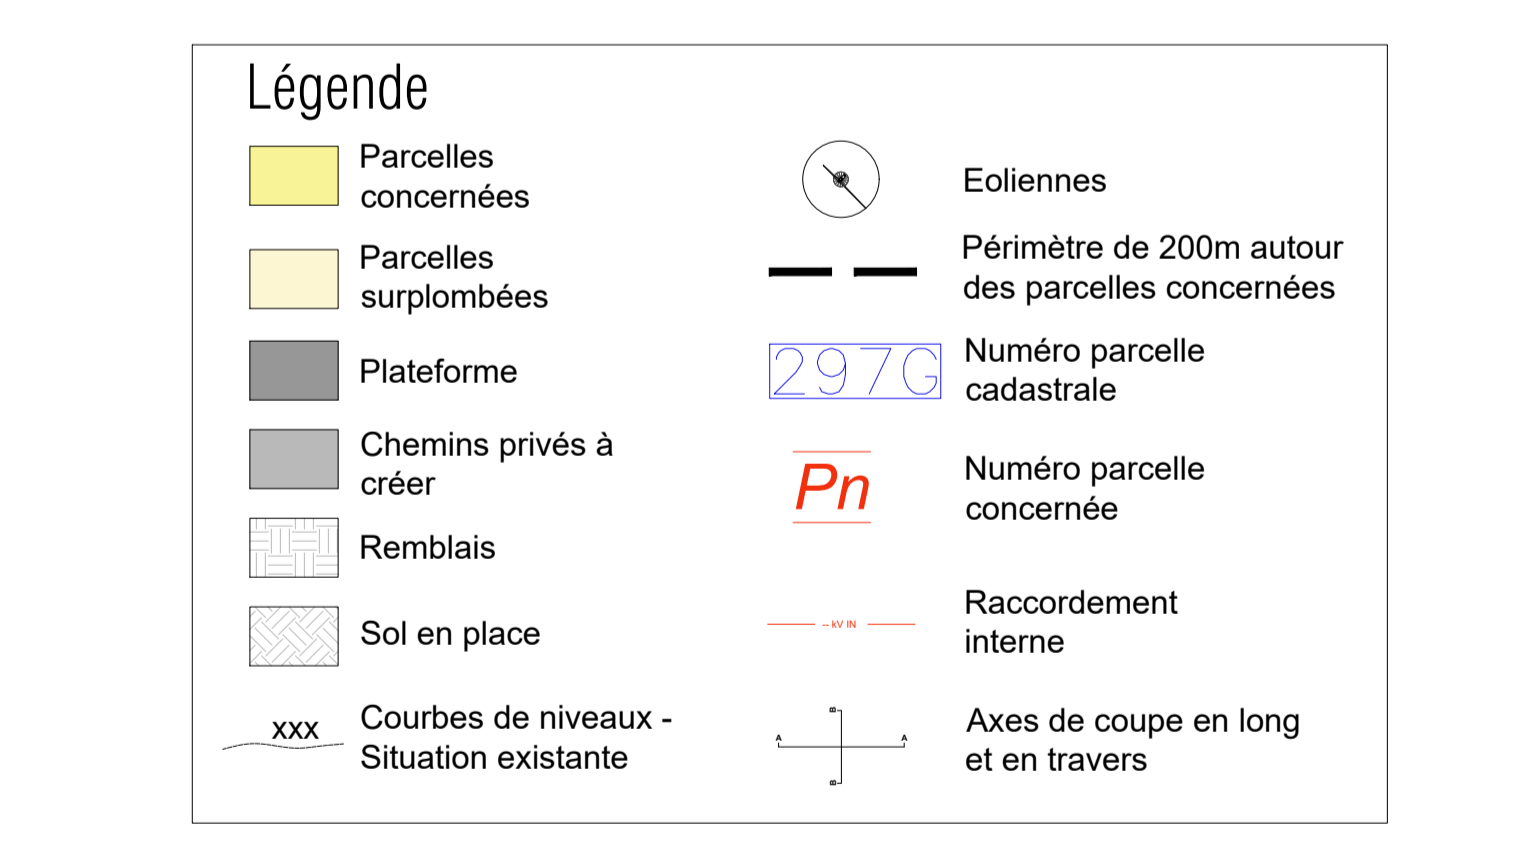 Légende
Parcelles
concernées
Parcelles
surplombées
Plateforme
Chemins privés à
créer
Remblais
Sol en place
xxx
Courbes de niveaux -
Situation existante
Eoliennes
Périmètre de 200m autour
des parcelles concernées
297G
Numéro parcelle
cadastrale
Pn
Numéro parcelle
concernée
-- kV IN
Raccordement
interne
B
A A
B
Axes de coupe en long
et en travers